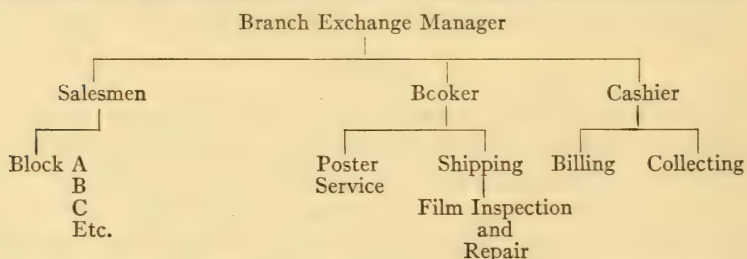 Branch Exchange Manager
Salesmen Bcoker Cashier
Block A Poster Shipping Billing Collecting
B Service
C Film Inspection
Etc. and
Repair